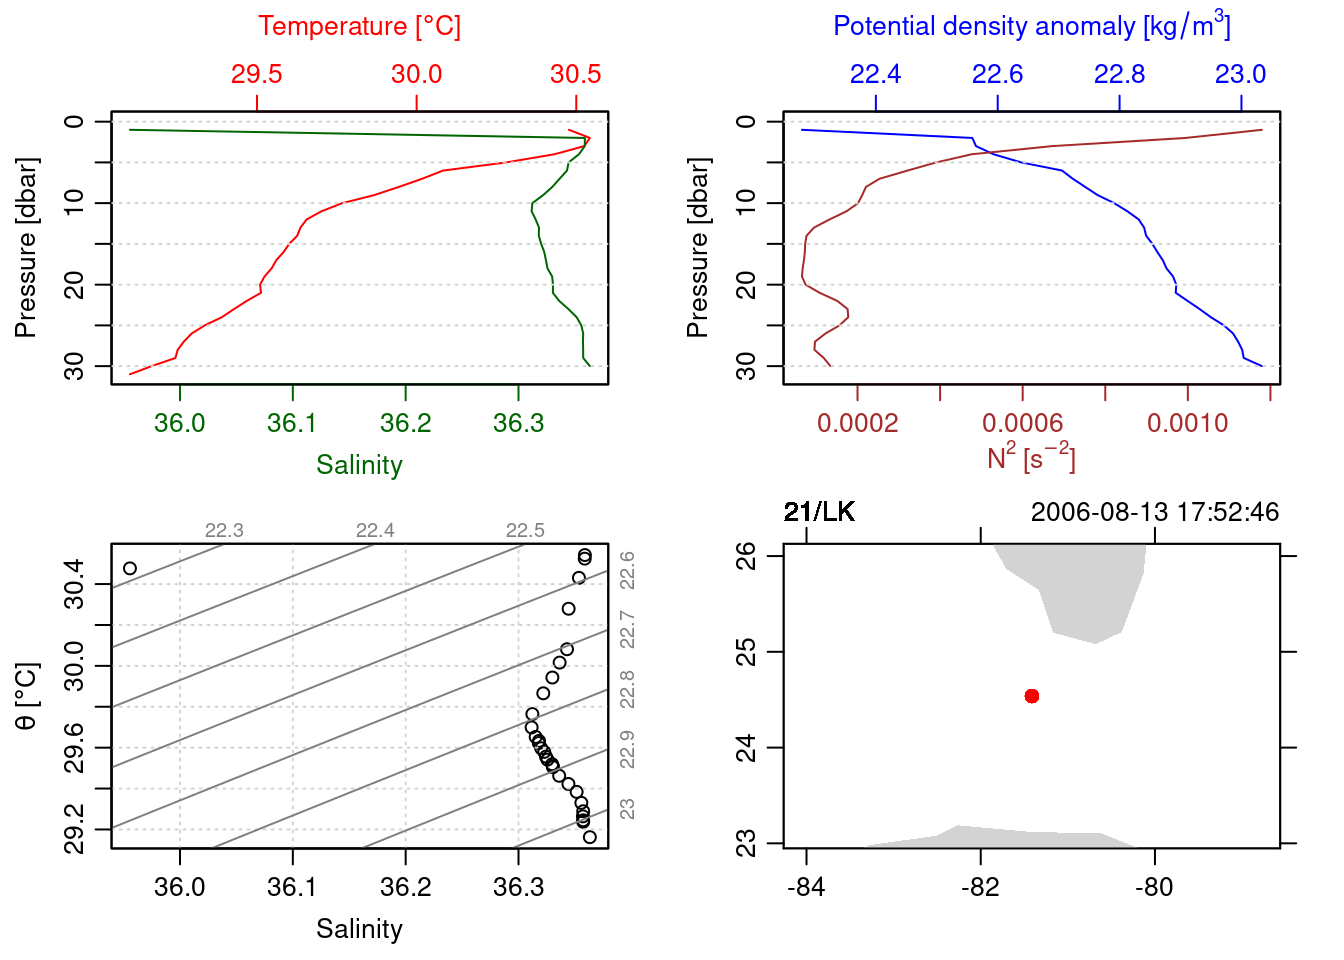 Temperature [°C]
29.5 30.0 30.5
Pressure [dbar]
0
10
20
30
36.0 36.1 36.2 36.3
Salinity
Potential density anomaly [kg/m³]
22.4 22.6 22.8 23.0
Pressure [dbar]
0
10
20
30
0.0002 0.0006 0.0010
N² [s⁻²]
22.3 22.4 22.5
22.6
22.7
22.8
22.9
23
θ [°C]
30.4
30.0
29.6
29.2
36.0 36.1 36.2 36.3
Salinity
21/LK 2006-08-13 17:52:46
26
25
24
23
-84 -82 -80